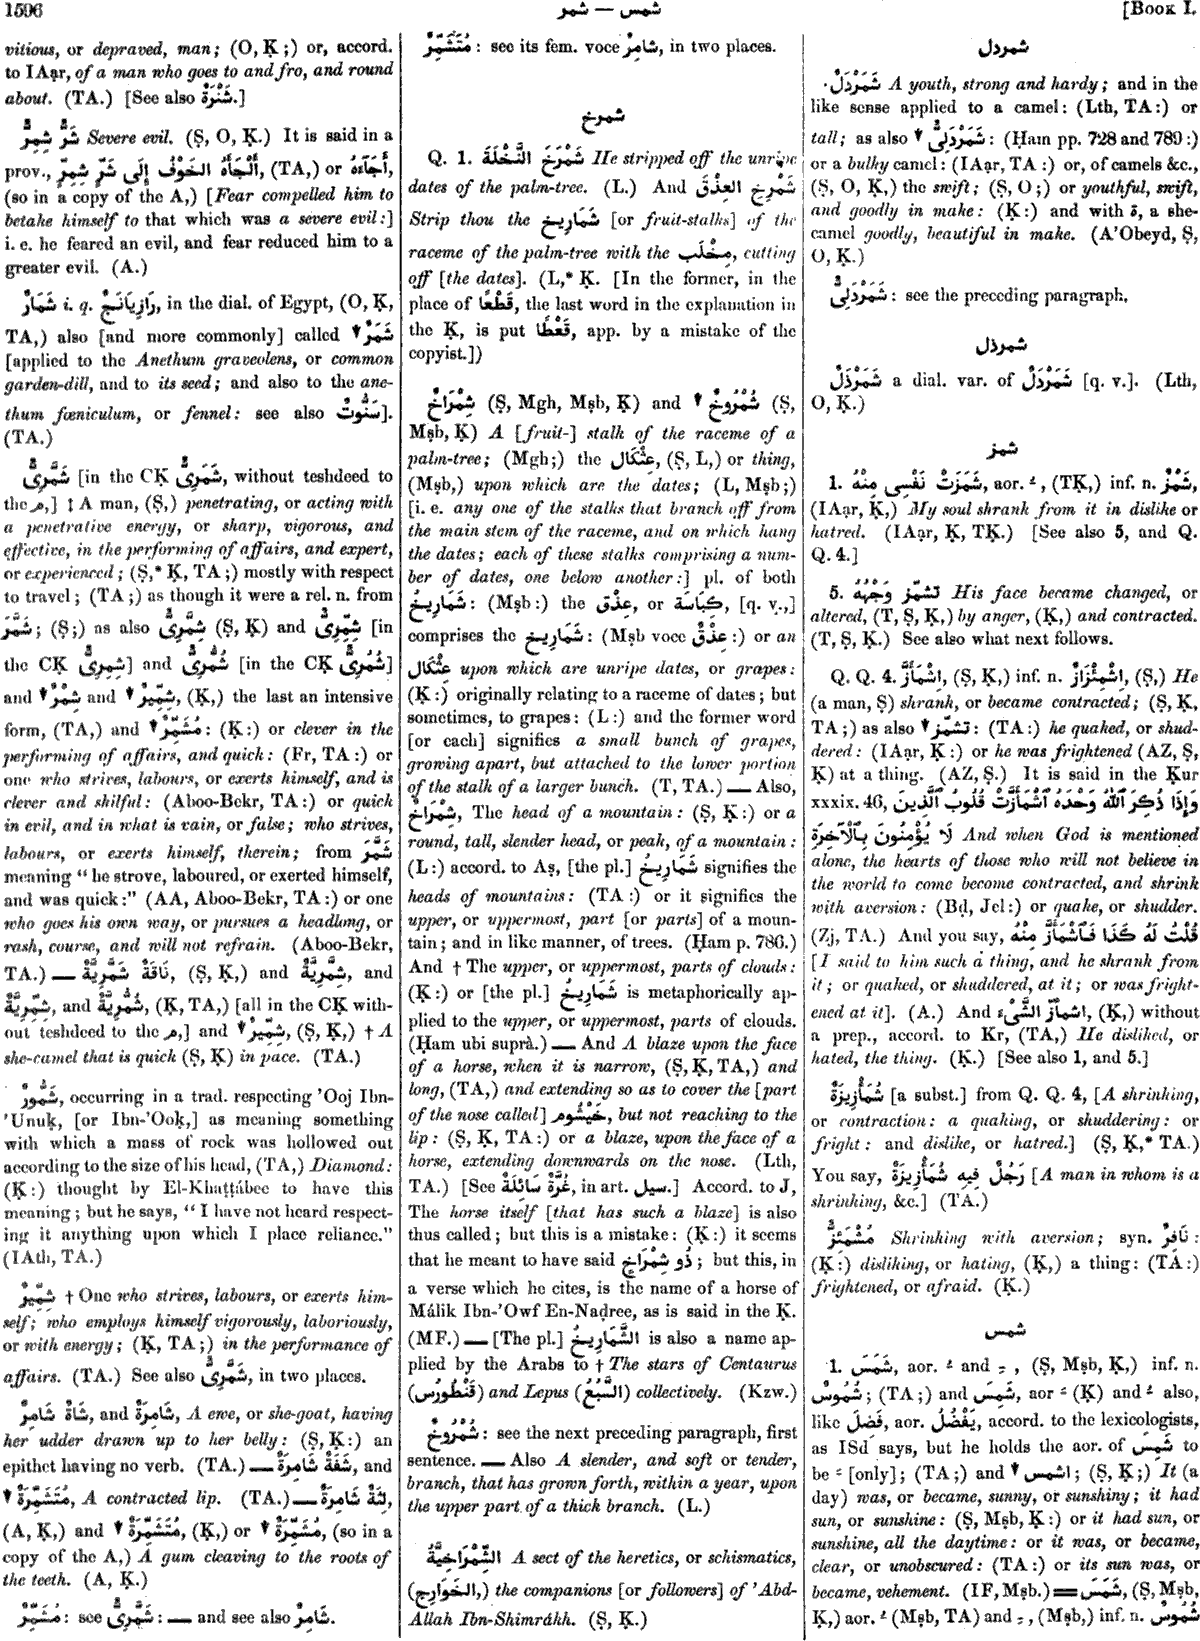 1596
شمس — شمر
[Book I.
vitious, or depraved, man; (O, Ḳ;) or, accord.
to IAạr, of a man who goes to and fro, and round
about. (TA.) [See also شَنْرَةٌ.]
شَرٌّ شِمِرٌّ Severe evil. (Ṣ, O, Ḳ.) It is said in a
prov., أَلْجَأَهُ الخَوْفُ إِلَى شَرٍّ شِمِرٍّ, (TA,) or أَجَآءَهُ,
(so in a copy of the A,) [Fear compelled him to
betake himself to that which was a severe evil:]
i. e. he feared an evil, and fear reduced him to a
greater evil. (A.)
شَمَارٌ i. q. رَازِيَانَجٌ, in the dial. of Egypt, (O, Ḳ,
TA,) also [and more commonly] called ↓ شَمَرٌ
[applied to the Anethum graveolens, or common
garden-dill, and to its seed; and also to the ane-
thum fœniculum, or fennel: see also سَنُّوتٌ].
(TA.)
شَمَّرِىٌّ [in the CḲ شَمَرِىٌّ, without teshdeed to
the م,] ‡ A man, (Ṣ,) penetrating, or acting with
a penetrative energy, or sharp, vigorous, and
effective, in the performing of affairs, and expert,
or experienced; (Ṣ,* Ḳ, TA;) mostly with respect
to travel; (TA;) as though it were a rel. n. from
شَمَّرَ; (Ṣ;) as also شِمَّرِىٌّ (Ṣ, Ḳ) and شِمِّرِىٌّ [in
the CḲ شِمِرِىٌّ] and شُمُّرِىٌّ [in the CḲ شُمُرِىٌّ]
and ↓ شِمْرٌ and ↓ شِمِّيرٌ, (Ḳ,) the last an intensive
form, (TA,) and ↓ مُشَمِّرٌ: (Ḳ:) or clever in the
performing of affairs, and quick: (Fr, TA:) or
one who strives, labours, or exerts himself, and is
clever and skilful: (Aboo-Bekr, TA:) or quick
in evil, and in what is vain, or false; who strives,
labours, or exerts himself, therein; from شَمَّرَ
meaning “he strove, laboured, or exerted himself,
and was quick:” (AA, Aboo-Bekr, TA:) or one
who goes his own way, or pursues a headlong, or
rash, course, and will not refrain. (Aboo-Bekr,
TA.) — نَاقَةٌ شَمَّرِيَّةٌ, (Ṣ, Ḳ,) and شِمَّرِيَّةٌ, and
شِمِّرِيَّةٌ, and شُمُّرِيَّةٌ, (Ḳ, TA,) [all in the CḲ with-
out teshdeed to the م,] and ↓ شِمِّيرٌ, (Ṣ, Ḳ,) † A
she-camel that is quick (Ṣ, Ḳ) in pace. (TA.)
شَمُّورٌ, occurring in a trad. respecting ’Ooj Ibn-
’Unuḳ, [or Ibn-’Ooḳ,] as meaning something
with which a mass of rock was hollowed out
according to the size of his head, (TA,) Diamond:
(Ḳ:) thought by El-Khaṭṭábee to have this
meaning; but he says, “I have not heard respect-
ing it anything upon which I place reliance.”
(IAth, TA.)
شِمِّيرٌ † One who strives, labours, or exerts him-
self; who employs himself vigorously, laboriously,
or with energy; (Ḳ, TA;) in the performance of
affairs. (TA.) See also شَمَّرِىٌّ, in two places.
شَاةٌ شَامِرٌ, and شَامِرَةٌ, A ewe, or she-goat, having
her udder drawn up to her belly: (Ṣ, Ḳ:) an
epithet having no verb. (TA.) — شَفَةٌ شَامِرَةٌ, and
↓ مُتَشَمِّرَةٌ, A contracted lip. (TA.) — لِثَةٌ شَامِرَةٌ,
(A, Ḳ,) and ↓ مُتَشَمِّرَةٌ, (Ḳ,) or ↓ مُشَمِّرَةٌ, (so in a
copy of the A,) A gum cleaving to the roots of
the teeth. (A, Ḳ.)
مُشَمِّرٌ: see شَمَّرِىٌّ: — and see also شَامِرٌ.
مُتَشَمِّرٌ: see its fem. voce شَامِرٌ, in two places.
شمرخ
Q. 1. شَمْرَخَ النَّخْلَةَ He stripped off the unripe
dates of the palm-tree. (L.) And شَمْرِخِ العِذْقَ
Strip thou the شَمَارِيخ [or fruit-stalks] of the
raceme of the palm-tree with the مِخْلَب, cutting
off [the dates]. (L,* Ḳ. [In the former, in the
place of قَطْعًا, the last word in the explanation in
the Ḳ, is put قَعْطًا, app. by a mistake of the
copyist.])
شِمْرَاخٌ (Ṣ, Mgh, Mṣb, Ḳ) and ↓ شُمْرُوخٌ (Ṣ,
Mṣb, Ḳ) A [fruit-] stalk of the raceme of a
palm-tree; (Mgh;) the عِثْكَال, (Ṣ, L,) or thing,
(Mṣb,) upon which are the dates; (L, Mṣb;)
[i. e. any one of the stalks that branch off from
the main stem of the raceme, and on which hang
the dates; each of these stalks comprising a num-
ber of dates, one below another:] pl. of both
شَمَارِيخُ: (Mṣb:) the عِذْق, or كِبَاسَة, [q. v.,]
comprises the شَمَارِيخ: (Mṣb voce عِذْقٌ:) or an
عِثْكَال upon which are unripe dates, or grapes:
(Ḳ:) originally relating to a raceme of dates; but
sometimes, to grapes: (L:) and the former word
[or each] signifies a small bunch of grapes,
growing apart, but attached to the lower portion
of the stalk of a larger bunch. (T, TA.) — Also,
شِمْرَاخٌ, The head of a mountain: (Ṣ, Ḳ:) or a
round, tall, slender head, or peak, of a mountain:
(L:) accord. to Aṣ, [the pl.] شَمَارِيخُ signifies the
heads of mountains: (TA:) or it signifies the
upper, or uppermost, part [or parts] of a moun-
tain; and in like manner, of trees. (Ḥam p. 786.)
And † The upper, or uppermost, parts of clouds:
(Ḳ:) or [the pl.] شَمَارِيخُ is metaphorically ap-
plied to the upper, or uppermost, parts of clouds.
(Ḥam ubi suprà.) — And A blaze upon the face
of a horse, when it is narrow, (Ṣ, Ḳ, TA,) and
long, (TA,) and extending so as to cover the [part
of the nose called] خَيْشُوم, but not reaching to the
lip: (Ṣ, Ḳ, TA:) or a blaze, upon the face of a
horse, extending downwards on the nose. (Lth,
TA.) [See غُرَّةٌ سَائِلَةٌ, in art. سيل.] Accord. to J,
The horse itself [that has such a blaze] is also
thus called; but this is a mistake: (Ḳ:) it seems
that he meant to have said ذُو شِمْرَاخٍ; but this, in
a verse which he cites, is the name of a horse of
Málik Ibn-’Owf En-Naḍree, as is said in the Ḳ.
(MF.) — [The pl.] الشَّمَارِيخُ is also a name ap-
plied by the Arabs to † The stars of Centaurus
(قَنْطُورُس) and Lepus (السَّبُعُ) collectively. (Kzw.)
شُمْرُوخٌ: see the next preceding paragraph, first
sentence. — Also A slender, and soft or tender,
branch, that has grown forth, within a year, upon
the upper part of a thick branch. (L.)
الشِّمْرَاخِيَّةُ A sect of the heretics, or schismatics,
(الخَوَارِج,) the companions [or followers] of ’Abd-
Allah Ibn-Shimrákh. (Ṣ, Ḳ.)
شمردل
شَمَرْدَلٌ A youth, strong and hardy; and in the
like sense applied to a camel: (Lth, TA:) or
tall; as also ↓ شَمَرْدَلِىٌّ: (Ḥam pp. 728 and 789:)
or a bulky camel: (IAạr, TA:) or, of camels &c.,
(Ṣ, O, Ḳ,) the swift; (Ṣ, O;) or youthful, swift,
and goodly in make: (Ḳ:) and with ة, a she-
camel goodly, beautiful in make. (A’Obeyd, Ṣ,
O, Ḳ.)
شَمَرْدَلِىٌّ: see the preceding paragraph.
شمرذل
شَمَرْذَلٌ a dial. var. of شَمَرْدَلٌ [q. v.]. (Lth,
O, Ḳ.)
شمز
1. شَمَزَتْ نَفْسِى مِنْهُ, aor. ـُ, (TḲ,) inf. n. شَمْزٌ,
(IAạr, Ḳ,) My soul shrank from it in dislike or
hatred. (IAạr, Ḳ, TḲ.) [See also 5, and Q.
Q. 4.]
5. تشمّز وَجْهُهُ His face became changed, or
altered, (T, Ṣ, Ḳ,) by anger, (Ḳ,) and contracted.
(T, Ṣ, Ḳ.) See also what next follows.
Q. Q. 4. اِشْمَأَزَّ, (Ṣ, Ḳ,) inf. n. اِشْمِئْزَازٌ, (Ṣ,) He
(a man, Ṣ) shrank, or became contracted; (Ṣ, Ḳ,
TA;) as also ↓ تشمّز: (TA:) he quaked, or shud-
dered: (IAạr, Ḳ:) or he was frightened (AZ, Ṣ,
Ḳ) at a thing. (AZ, Ṣ.) It is said in the Ḳur
xxxix. 46, وَإِذَا ذُكِرَ ٱللّٰهُ وَحْدَهُ ٱشْمَأَزَّتْ قُلُوبُ ٱلَّذِينَ
لَا يُؤْمِنُونَ بِٱلْآخِرَةِ And when God is mentioned
alone, the hearts of those who will not believe in
the world to come become contracted, and shrink
with aversion: (Bḍ, Jel:) or quake, or shudder.
(Zj, TA.) And you say, قُلْتُ لَهُ كَذَا فَٱشْمَأَزَّ مِنْهُ
[I said to him such a thing, and he shrank from
it; or quaked, or shuddered, at it; or was fright-
ened at it]. (A.) And اشمأزّ الشَّىْءَ, (Ḳ,) without
a prep., accord. to Kr, (TA,) He disliked, or
hated, the thing. (Ḳ.) [See also 1, and 5.]
شُمَأْزِيزَةٌ [a subst.] from Q. Q. 4, [A shrinking,
or contraction: a quaking, or shuddering: or
fright: and dislike, or hatred.] (Ṣ, Ḳ,* TA.)
You say, رَجُلٌ فِيهِ شُمَأْزِيزَةٌ [A man in whom is a
shrinking, &c.] (TA.)
مُشْمَئِزٌّ Shrinking with aversion; syn. نَافِرٌ:
(Ḳ:) disliking, or hating, (Ḳ,) a thing: (TA:)
frightened, or afraid. (Ḳ.)
شمس
1. شَمَسَ, aor. ـُ and ـِ, (Ṣ, Mṣb, Ḳ,) inf. n.
شُمُوسٌ; (TA;) and شَمِسَ, aor ـَ (Ḳ) and ـُ also,
like فَضِلَ, aor. يَفْضُلُ, accord. to the lexicologists,
as ISd says, but he holds the aor. of شَمِسَ to
be ـَ [only]; (TA;) and ↓ اشمس; (Ṣ, Ḳ;) It (a
day) was, or became, sunny, or sunshiny; it had
sun, or sunshine: (Ṣ, Mṣb, Ḳ:) or it had sun, or
sunshine, all the daytime: or it was, or became,
clear, or unobscured: (TA:) or its sun was, or
became, vehement. (IF, Mṣb.) = شَمَسَ, (Ṣ, Mṣb,
Ḳ,) aor. ـُ (Mṣb, TA) and ـِ, (Mṣb,) inf. n. شُمُوسٌ